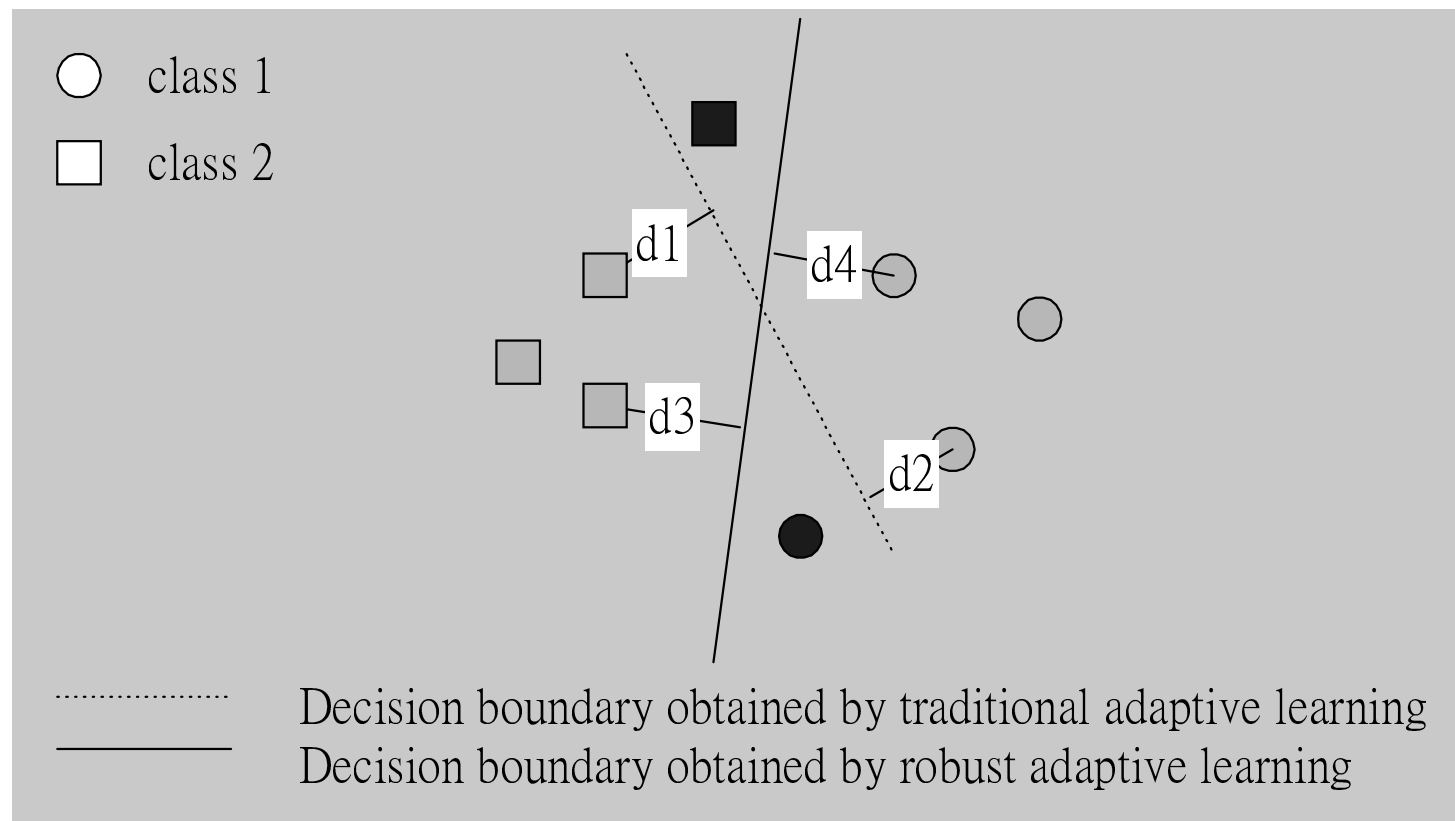 class 1
class 2
d1
d4
d3
d2
Decision boundary obtained by traditional adaptive learning
Decision boundary obtained by robust adaptive learning